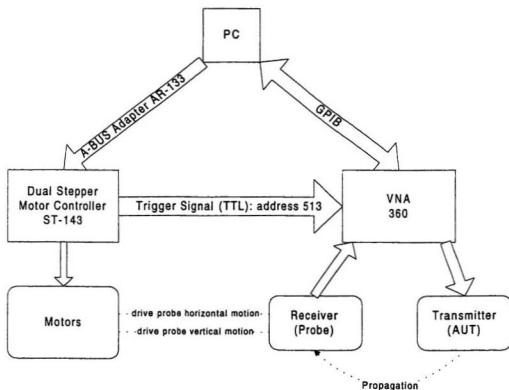 PC
A-BUS Adapter AR-133
GPIB
Dual Stepper
Motor Controller
ST-143
Trigger Signal (TTL): address 513
VNA
360
Motors
drive probe horizontal motion
drive probe vertical motion
Receiver
(Probe)
Transmitter
(AUT)
Propagation